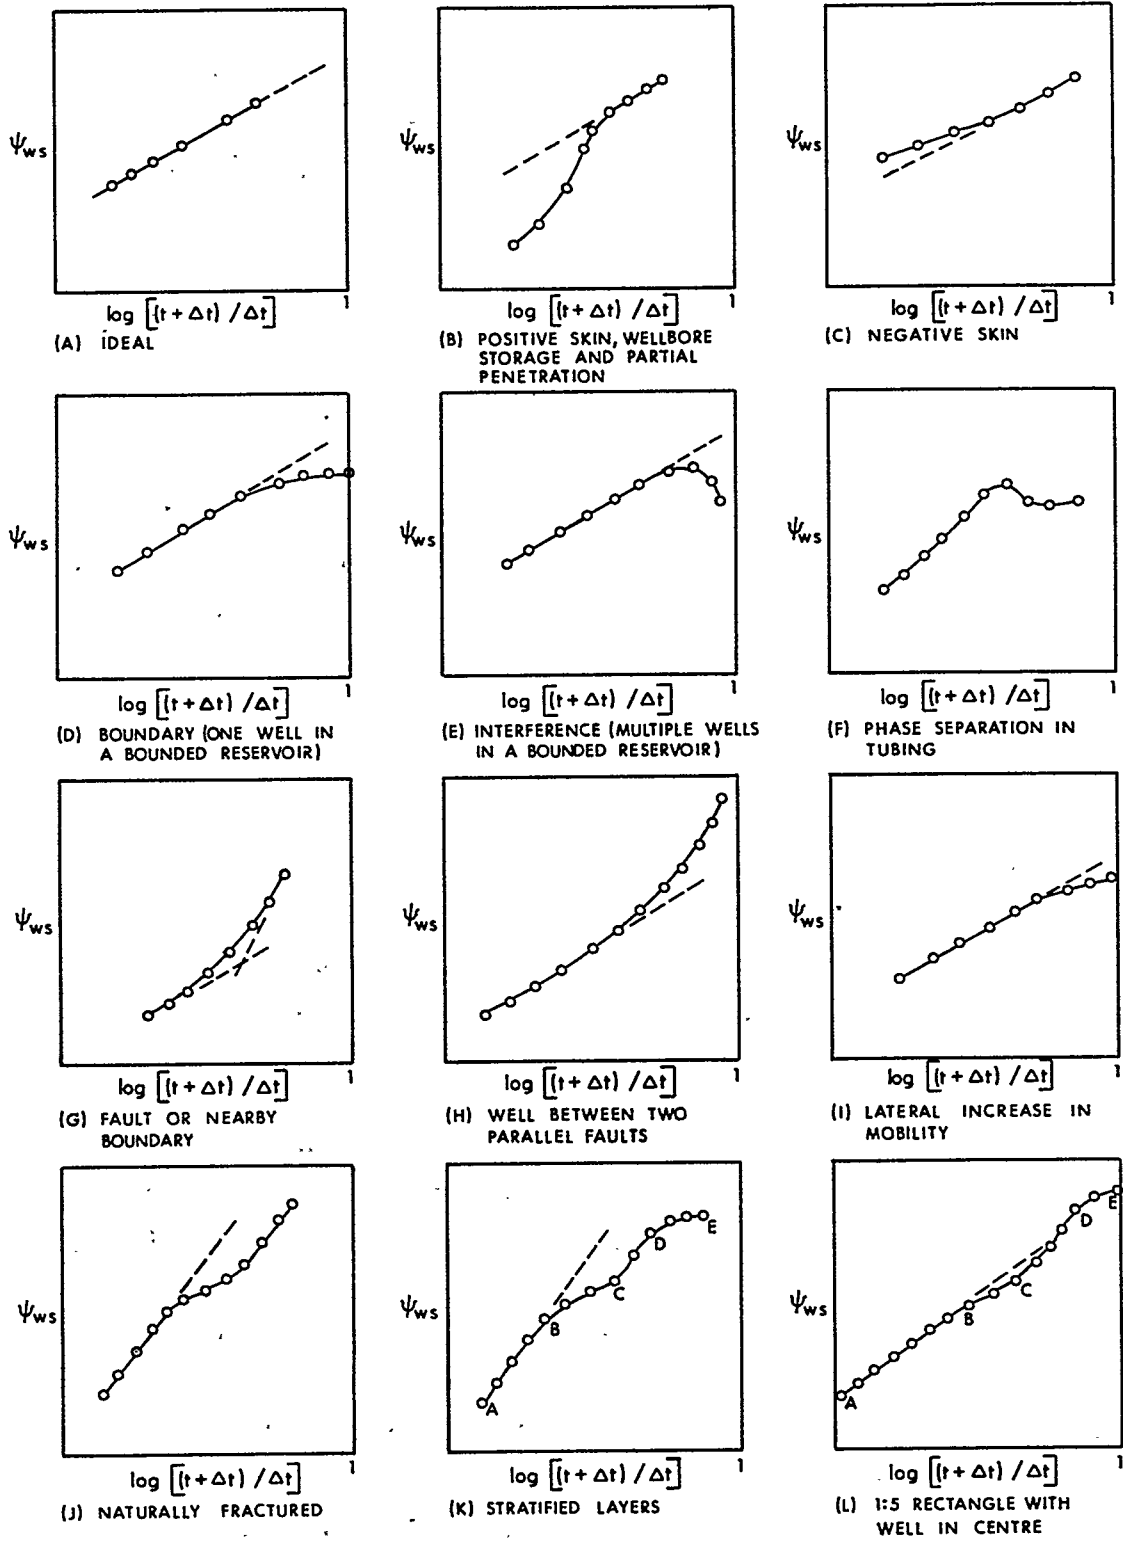 ψws
log [(t + Δt) / Δt]
1
(A) IDEAL
ψws
log [(t + Δt) / Δt]
1
(B) POSITIVE SKIN, WELLBORE
STORAGE AND PARTIAL
PENETRATION
ψws
log [(t + Δt) / Δt]
1
(C) NEGATIVE SKIN
ψws
log [(t + Δt) / Δt]
1
(D) BOUNDARY (ONE WELL IN
A BOUNDED RESERVOIR)
ψws
log [(t + Δt) / Δt]
1
(E) INTERFERENCE (MULTIPLE WELLS
IN A BOUNDED RESERVOIR)
ψws
log [(t + Δt) / Δt]
1
(F) PHASE SEPARATION IN
TUBING
ψws
log [(t + Δt) / Δt]
1
(G) FAULT OR NEARBY
BOUNDARY
ψws
log [(t + Δt) / Δt]
1
(H) WELL BETWEEN TWO
PARALLEL FAULTS
ψws
log [(t + Δt) / Δt]
1
(I) LATERAL INCREASE IN
MOBILITY
ψws
log [(t + Δt) / Δt]
1
(J) NATURALLY FRACTURED
ψws
A
B
C
D
E
log [(t + Δt) / Δt]
1
(K) STRATIFIED LAYERS
ψws
A
B
C
D
E
log [(t + Δt) / Δt]
1
(L) 1:5 RECTANGLE WITH
WELL IN CENTRE